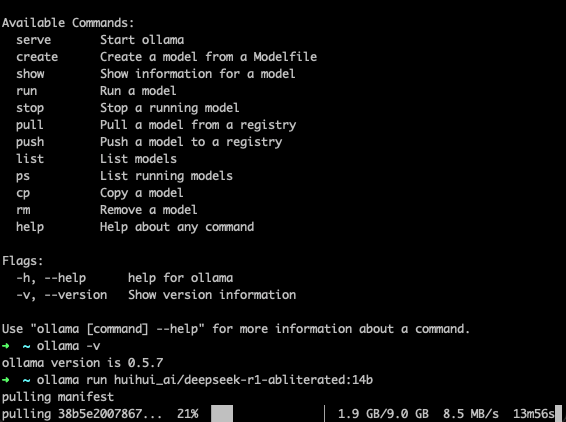 Available Commands:
  serve       Start ollama
  create      Create a model from a Modelfile
  show        Show information for a model
  run         Run a model
  stop        Stop a running model
  pull        Pull a model from a registry
  push        Push a model to a registry
  list        List models
  ps          List running models
  cp          Copy a model
  rm          Remove a model
  help        Help about any command

Flags:
  -h, --help      help for ollama
  -v, --version   Show version information

Use "ollama [command] --help" for more information about a command.
➜  ~ ollama -v
ollama version is 0.5.7
➜  ~ ollama run huihui_ai/deepseek-r1-abliterated:14b
pulling manifest
pulling 38b5e2007867...  21%  1.9 GB/9.0 GB  8.5 MB/s  13m56s